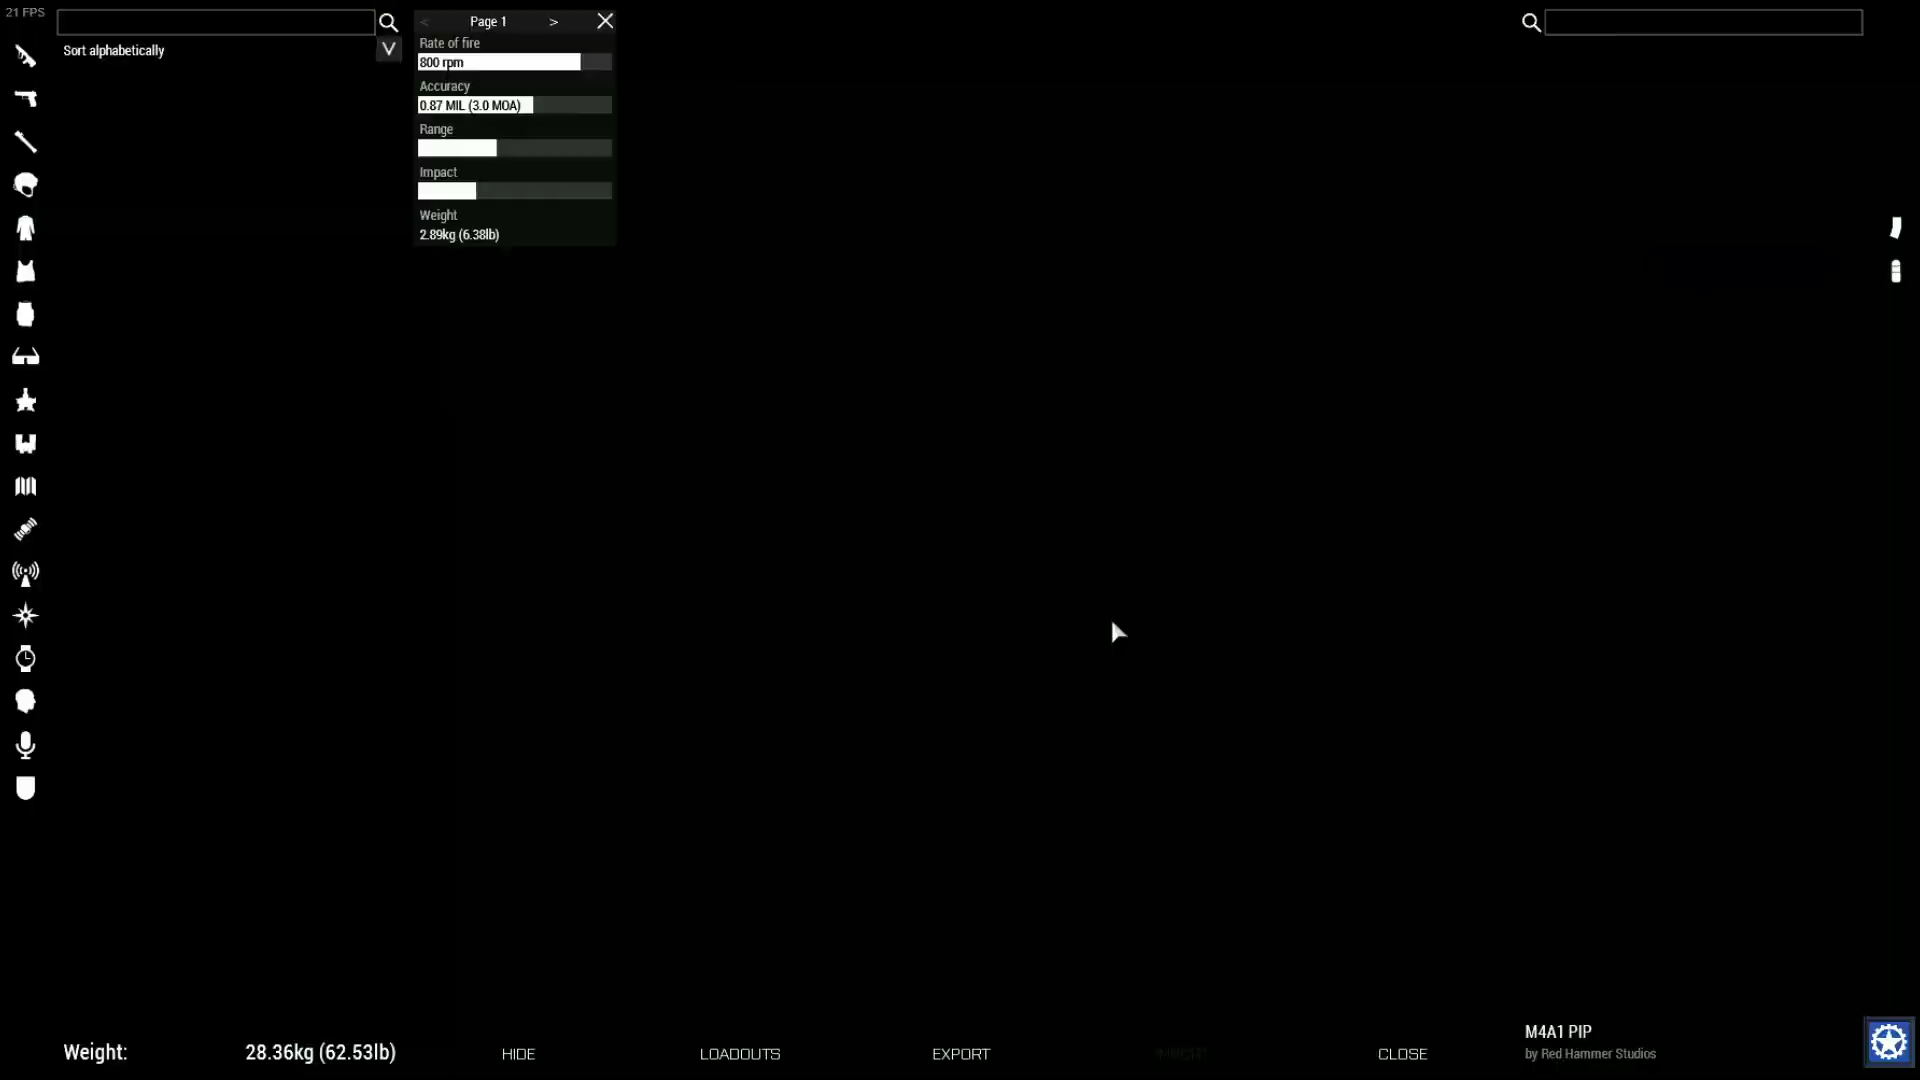 21 FPS
Sort alphabetically
V
< Page 1 >
Rate of fire
800 rpm
Accuracy
0.87 MIL (3.0 MOA)
Range
Impact
Weight
2.89kg (6.38lb)
Weight: 28.36kg (62.53lb)
HIDE
LOADOUTS
EXPORT
CLOSE
M4A1 PIP
by Red Hammer Studios